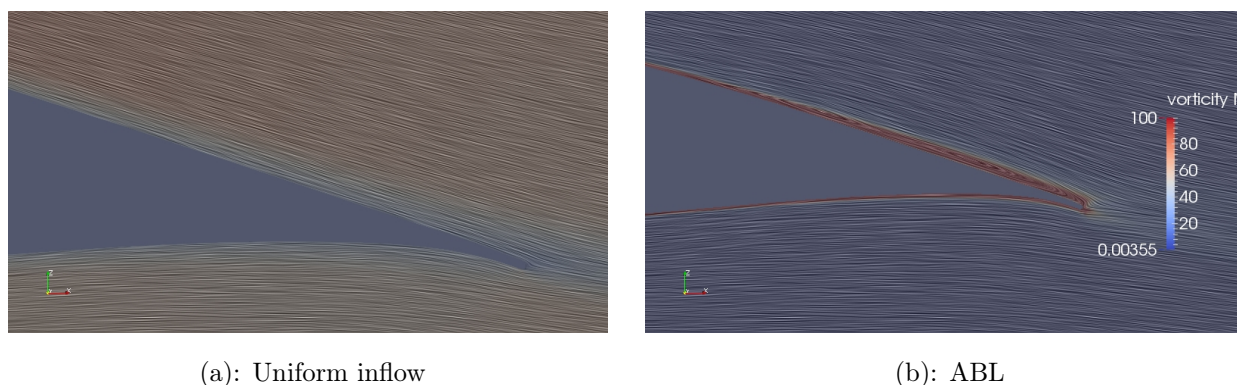 vorticity M
100
80
60
40
20
0,00355
z
x
z
x
(a): Uniform inflow
(b): ABL